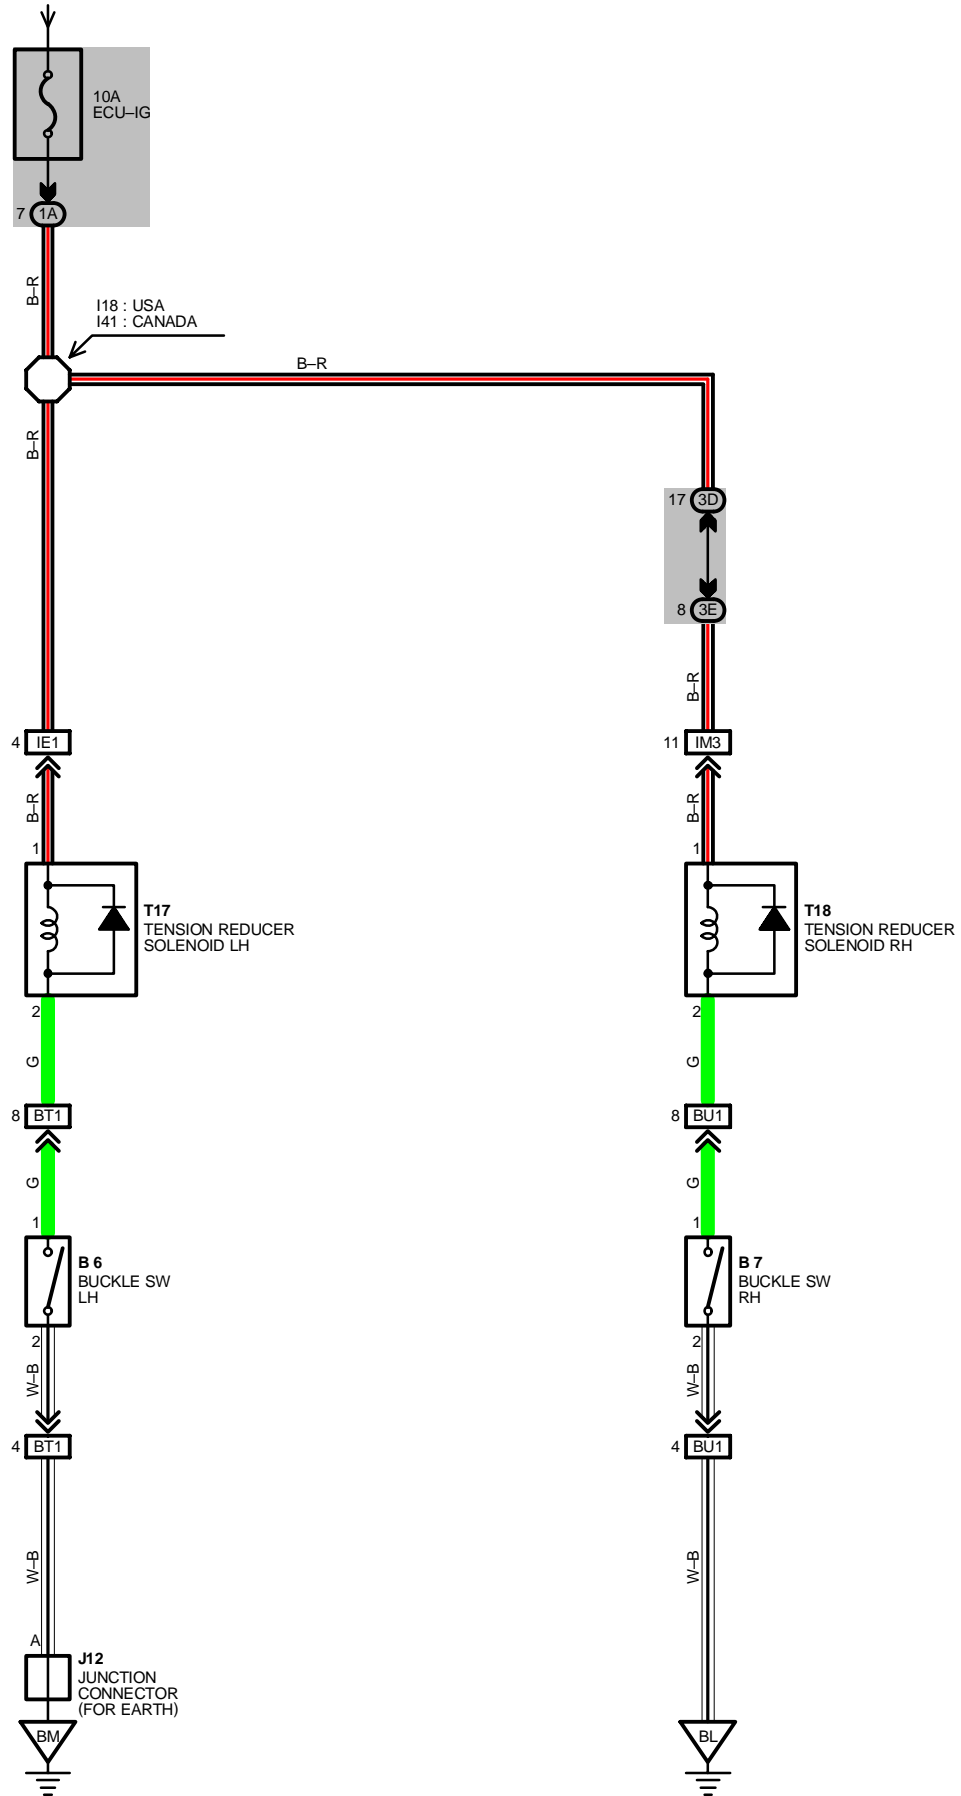 10A
ECU–IG
7 1A
B–R
I18 : USA
I41 : CANADA
B–R
B–R
17 3D
8 3E
B–R
4 IE1
11 IM3
B–R
B–R
1
1
T17
TENSION REDUCER
SOLENOID LH
T18
TENSION REDUCER
SOLENOID RH
2
2
G
G
8 BT1
8 BU1
G
G
1
1
B 6
BUCKLE SW
LH
B 7
BUCKLE SW
RH
2
2
W–B
W–B
4 BT1
4 BU1
W–B
W–B
A
J12
JUNCTION
CONNECTOR
(FOR EARTH)
BM
BL